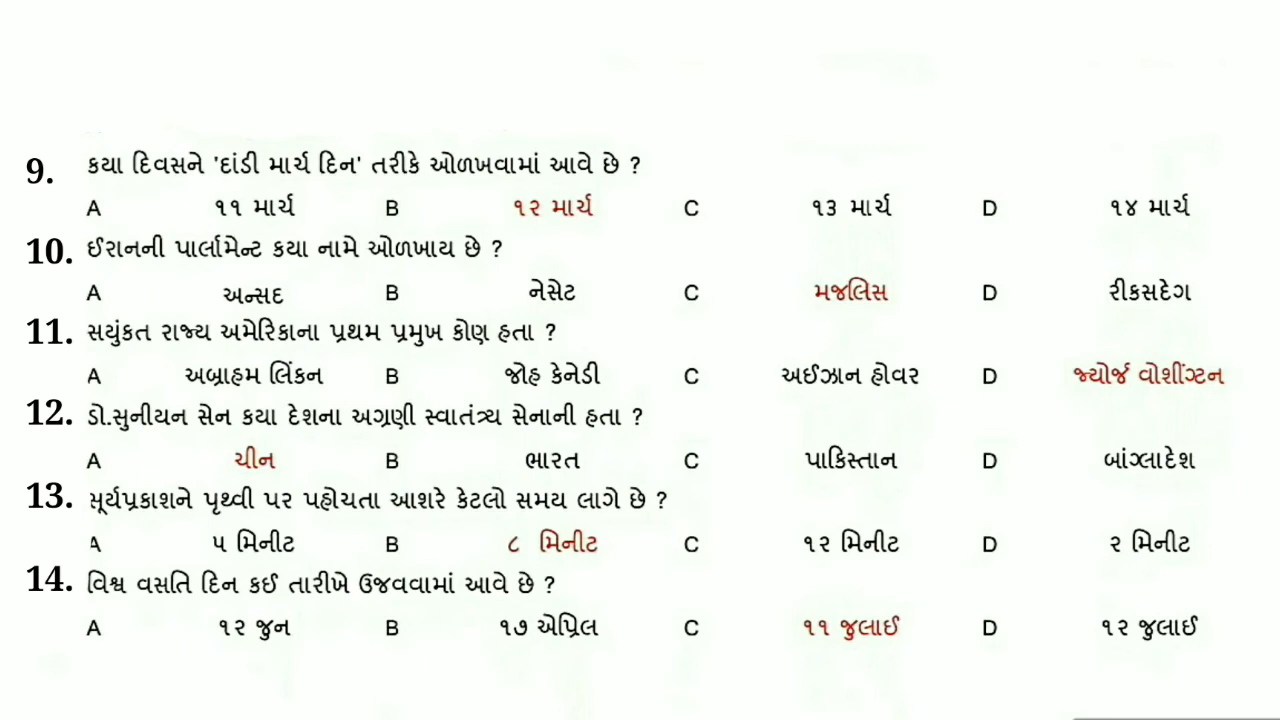 9. કયા દિવસને 'દાંડી માર્ચ દિન' તરીકે ઓળખવામાં આવે છે ?
A ૧૧ માર્ચ B ૧૨ માર્ચ C ૧૩ માર્ચ D ૧૪ માર્ચ
10. ઈરાનની પાર્લામેન્ટ કયા નામે ઓળખાય છે ?
A અન્સદ B નેસેટ C મજલિસ D રીકસદેગ
11. સયુંકત રાજ્ય અમેરિકાના પ્રથમ પ્રમુખ કોણ હતા ?
A અબ્રાહમ લિંકન B જોહ કેનેડી C અઈઝાન હોવર D જ્યોર્જ વોશીંગ્ટન
12. ડો.સુનીયન સેન કયા દેશના અગ્રણી સ્વાતંત્ર્ય સેનાની હતા ?
A ચીન B ભારત C પાકિસ્તાન D બાંગ્લાદેશ
13. સૂર્યપ્રકાશને પૃથ્વી પર પહોચતા આશરે કેટલો સમય લાગે છે ?
A ૫ મિનીટ B ૮ મિનીટ C ૧૨ મિનીટ D ૨ મિનીટ
14. વિશ્વ વસતિ દિન કઈ તારીખે ઉજવવામાં આવે છે ?
A ૧૨ જુન B ૧૭ એપ્રિલ C ૧૧ જુલાઈ D ૧૨ જુલાઈ